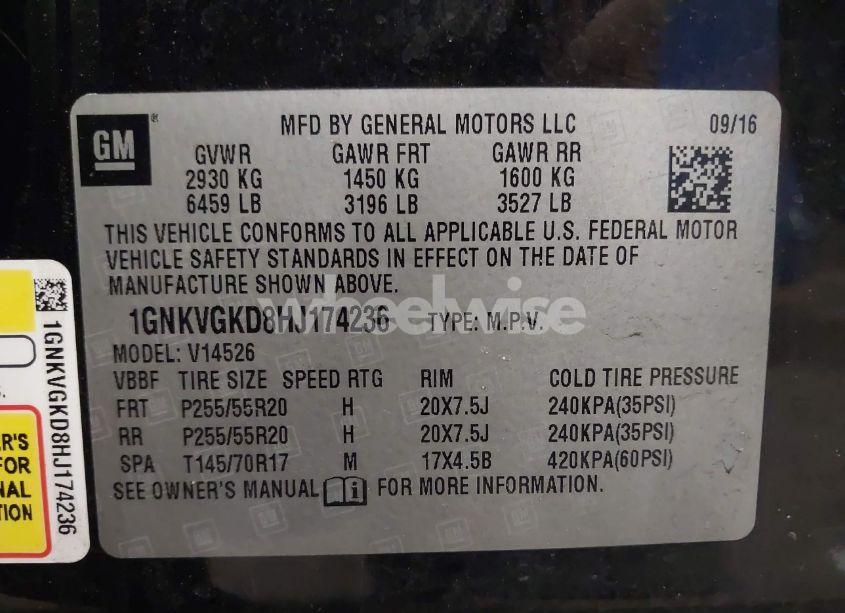 GM
MFD BY GENERAL MOTORS LLC 09/16
GVWR GAWR FRT GAWR RR
2930 KG 1450 KG 1600 KG
6459 LB 3196 LB 3527 LB
THIS VEHICLE CONFORMS TO ALL APPLICABLE U.S. FEDERAL MOTOR
VEHICLE SAFETY STANDARDS IN EFFECT ON THE DATE OF
MANUFACTURE SHOWN ABOVE.
1GNKVGKD8HJ174236 TYPE: M.P.V.
MODEL: V14526
VBBF TIRE SIZE SPEED RTG RIM COLD TIRE PRESSURE
FRT P255/55R20 H 20X7.5J 240KPA(35PSI)
RR P255/55R20 H 20X7.5J 240KPA(35PSI)
SPA T145/70R17 M 17X4.5B 420KPA(60PSI)
SEE OWNER'S MANUAL i FOR MORE INFORMATION.
wheelwise
1GNKVGKD8HJ174236
ER'S
FOR
NAL
TION